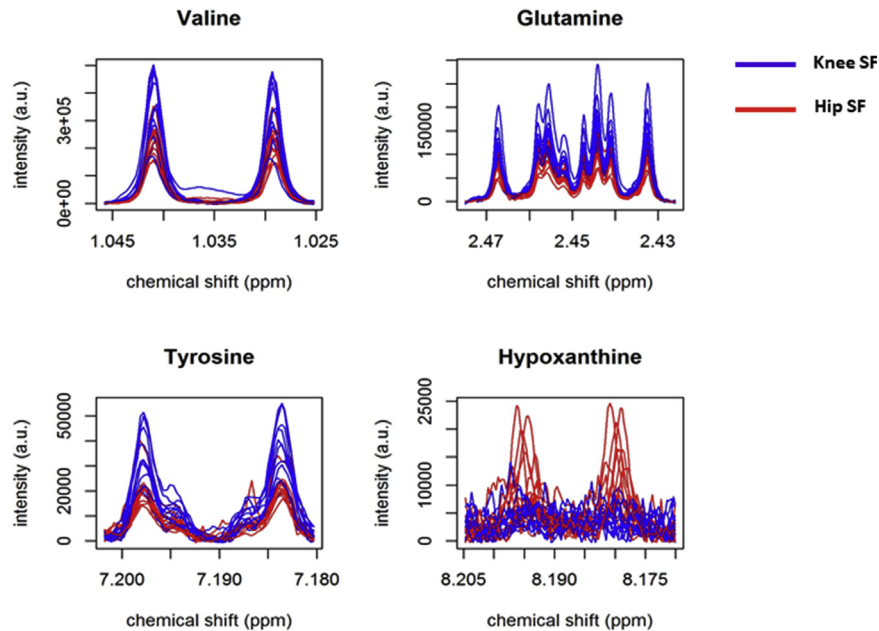 Valine
Glutamine
Knee SF
Hip SF
intensity (a.u.)
0e+00 3e+05
1.045 1.035 1.025
chemical shift (ppm)
intensity (a.u.)
0 150000
2.47 2.45 2.43
chemical shift (ppm)
Tyrosine
Hypoxanthine
intensity (a.u.)
0 20000 50000
7.200 7.190 7.180
chemical shift (ppm)
intensity (a.u.)
0 10000 25000
8.205 8.190 8.175
chemical shift (ppm)